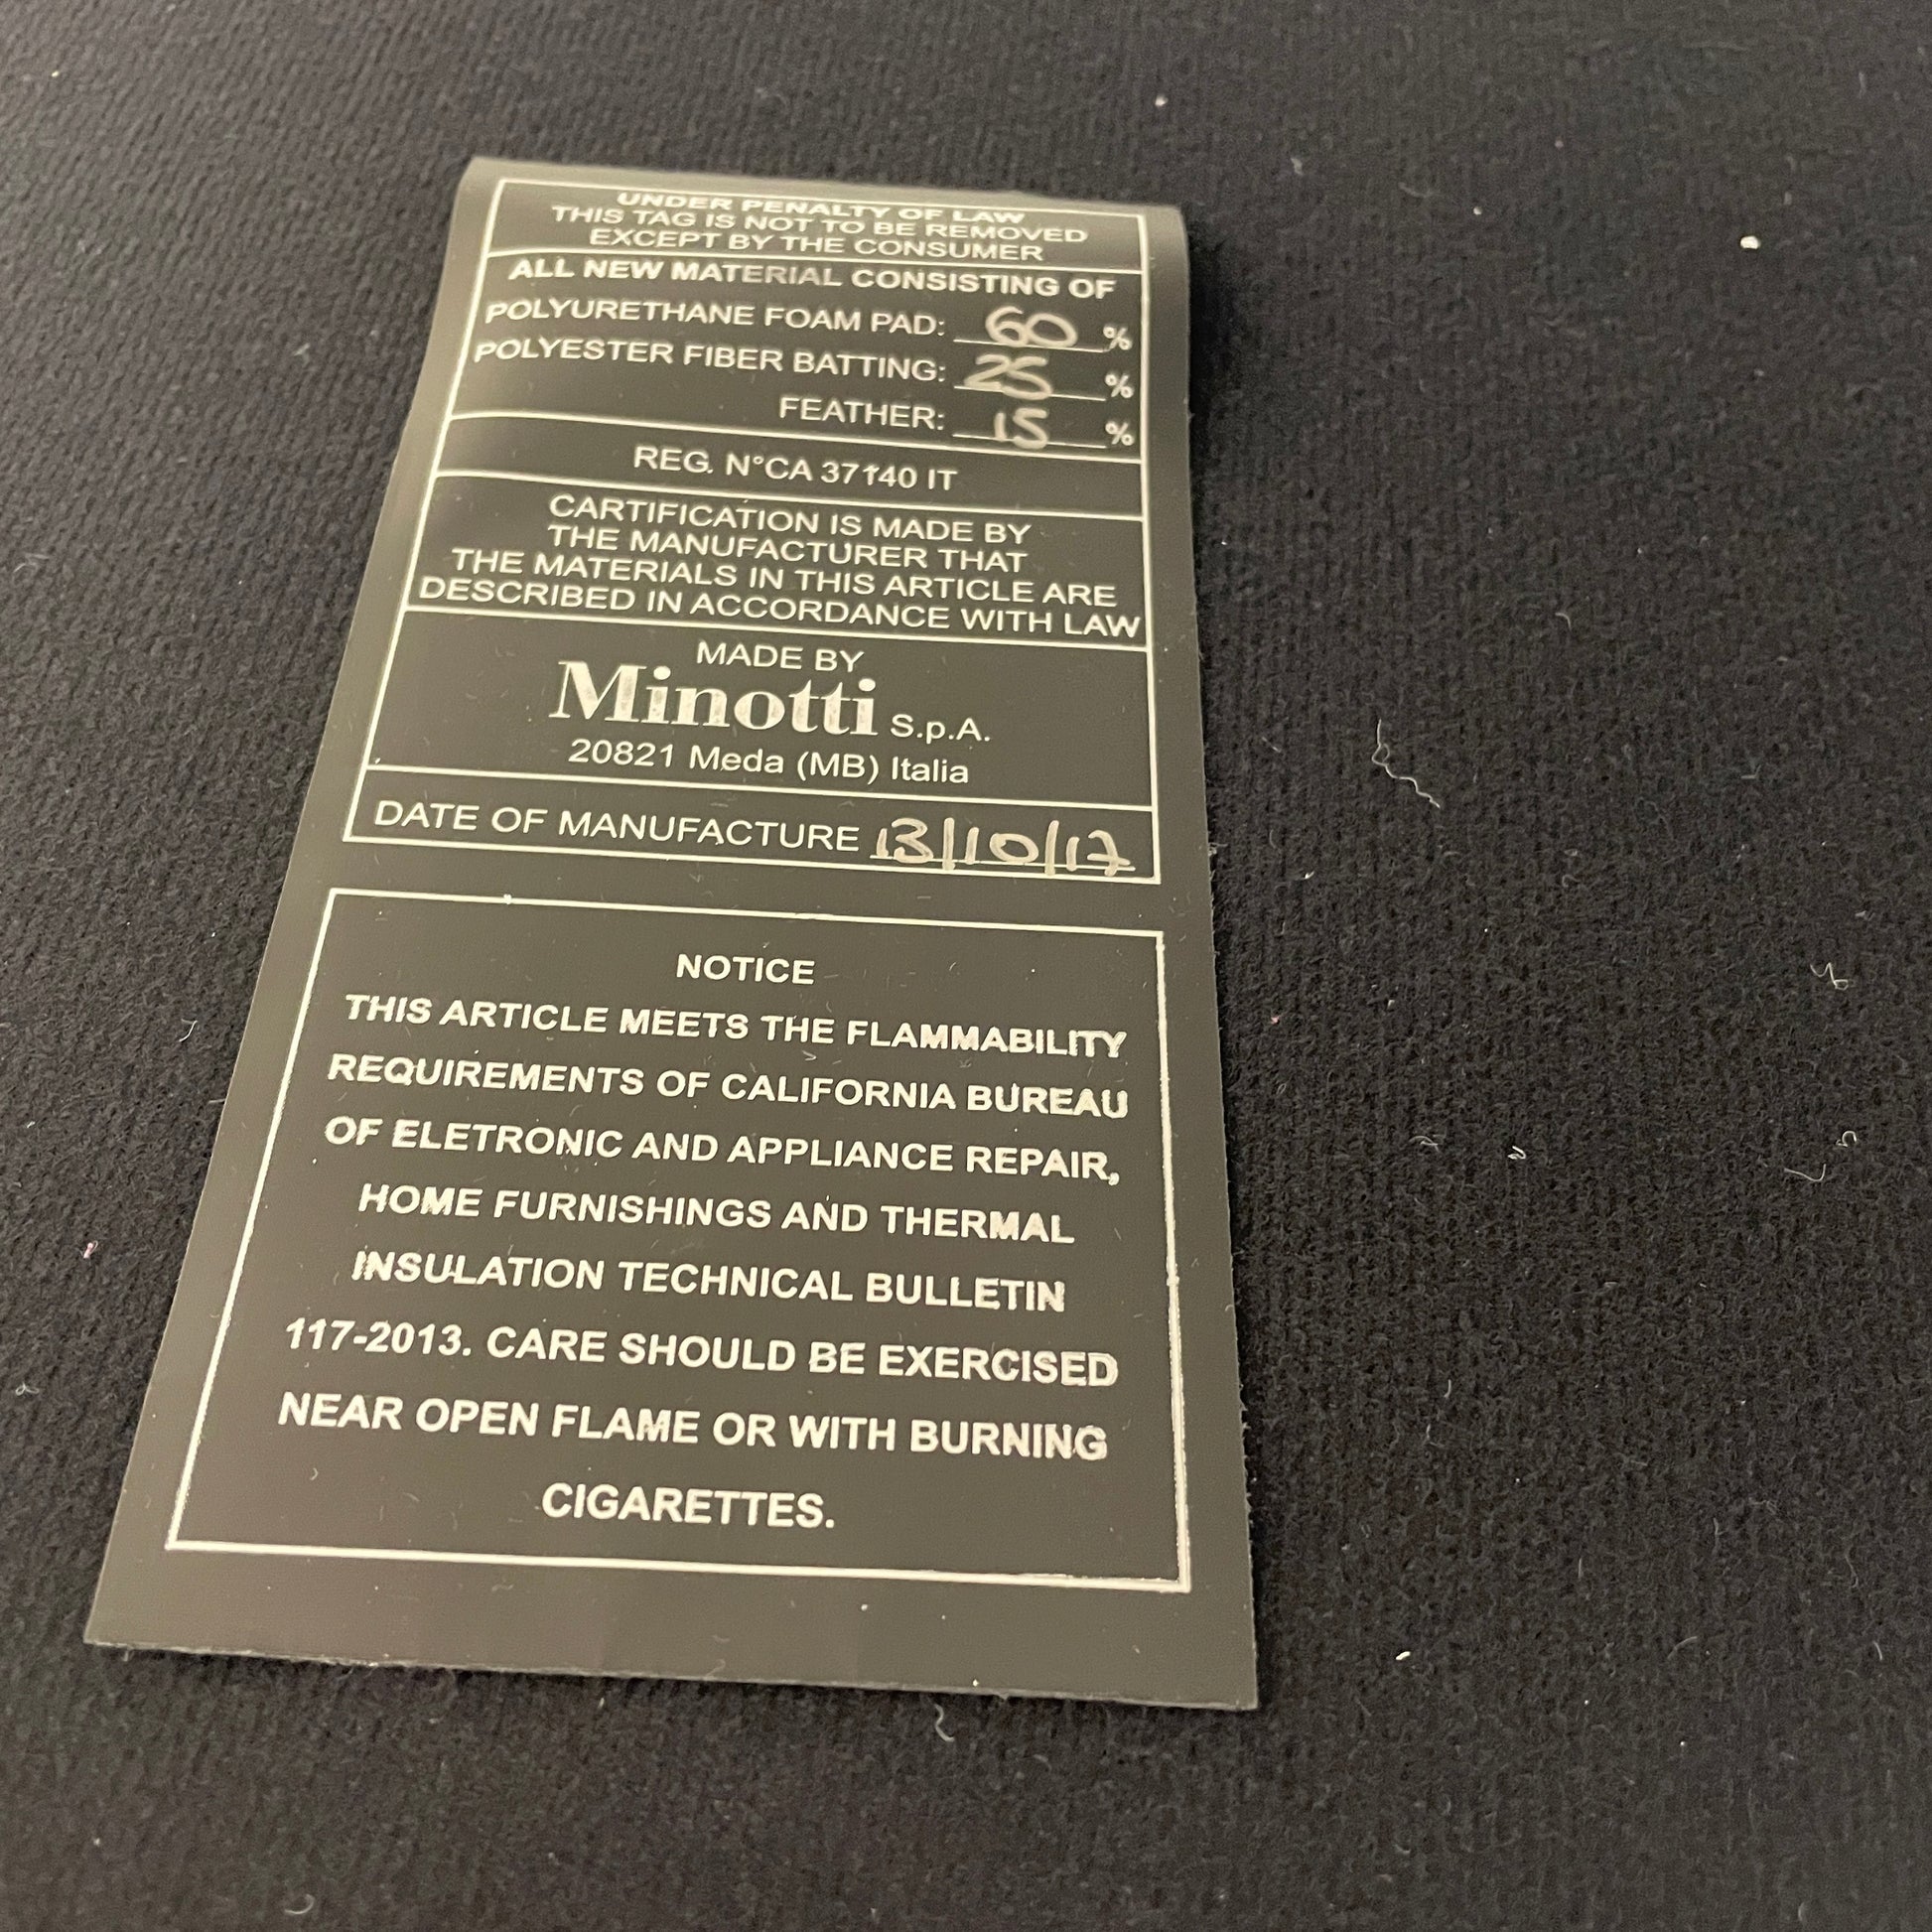 UNDER PENALTY OF LAW
THIS TAG IS NOT TO BE REMOVED
EXCEPT BY THE CONSUMER
ALL NEW MATERIAL CONSISTING OF
POLYURETHANE FOAM PAD: 60 %
POLYESTER FIBER BATTING: 25 %
FEATHER: 15 %
REG. N°CA 37140 IT
CARTIFICATION IS MADE BY
THE MANUFACTURER THAT
THE MATERIALS IN THIS ARTICLE ARE
DESCRIBED IN ACCORDANCE WITH LAW
MADE BY
Minotti S.p.A.
20821 Meda (MB) Italia
DATE OF MANUFACTURE 13/10/17
NOTICE
THIS ARTICLE MEETS THE FLAMMABILITY
REQUIREMENTS OF CALIFORNIA BUREAU
OF ELETRONIC AND APPLIANCE REPAIR,
HOME FURNISHINGS AND THERMAL
INSULATION TECHNICAL BULLETIN
117-2013. CARE SHOULD BE EXERCISED
NEAR OPEN FLAME OR WITH BURNING
CIGARETTES.